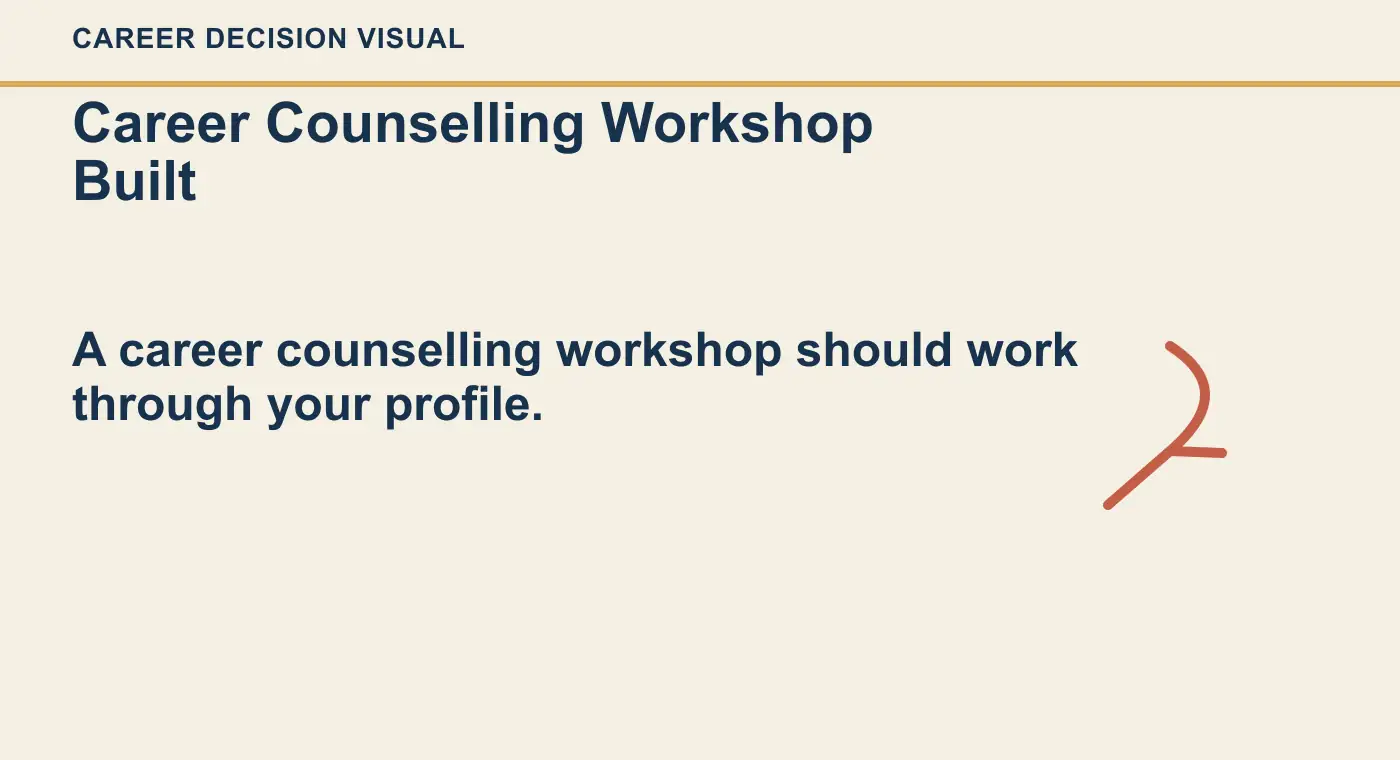 CAREER DECISION VISUAL
Career Counselling Workshop
Built
A career counselling workshop should work
through your profile.